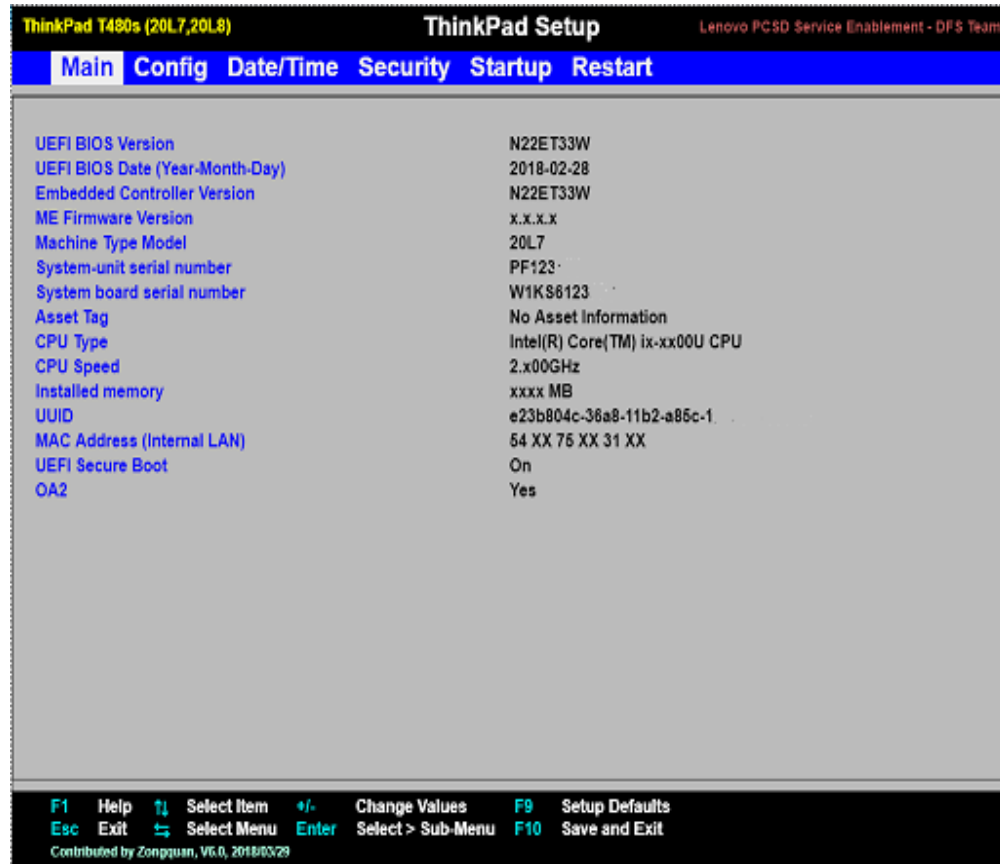 ThinkPad T480s (20L7,20L8) ThinkPad Setup Lenovo PCSD Service Enablement - DFS Team
Main Config Date/Time Security Startup Restart
UEFI BIOS Version N22ET33W
UEFI BIOS Date (Year-Month-Day) 2018-02-28
Embedded Controller Version N22ET33W
ME Firmware Version x.x.x.x
Machine Type Model 20L7
System-unit serial number PF123
System board serial number W1KS6123
Asset Tag No Asset Information
CPU Type Intel(R) Core(TM) ix-xx00U CPU
CPU Speed 2.x00GHz
Installed memory xxxx MB
UUID e23b804c-36a8-11b2-a85c-1
MAC Address (Internal LAN) 54 XX 75 XX 31 XX
UEFI Secure Boot On
OA2 Yes
F1 Help ↑↓ Select Item +/- Change Values F9 Setup Defaults
Esc Exit ⇆ Select Menu Enter Select > Sub-Menu F10 Save and Exit
Contributed by Zongquan, V6.0, 2018/03/29